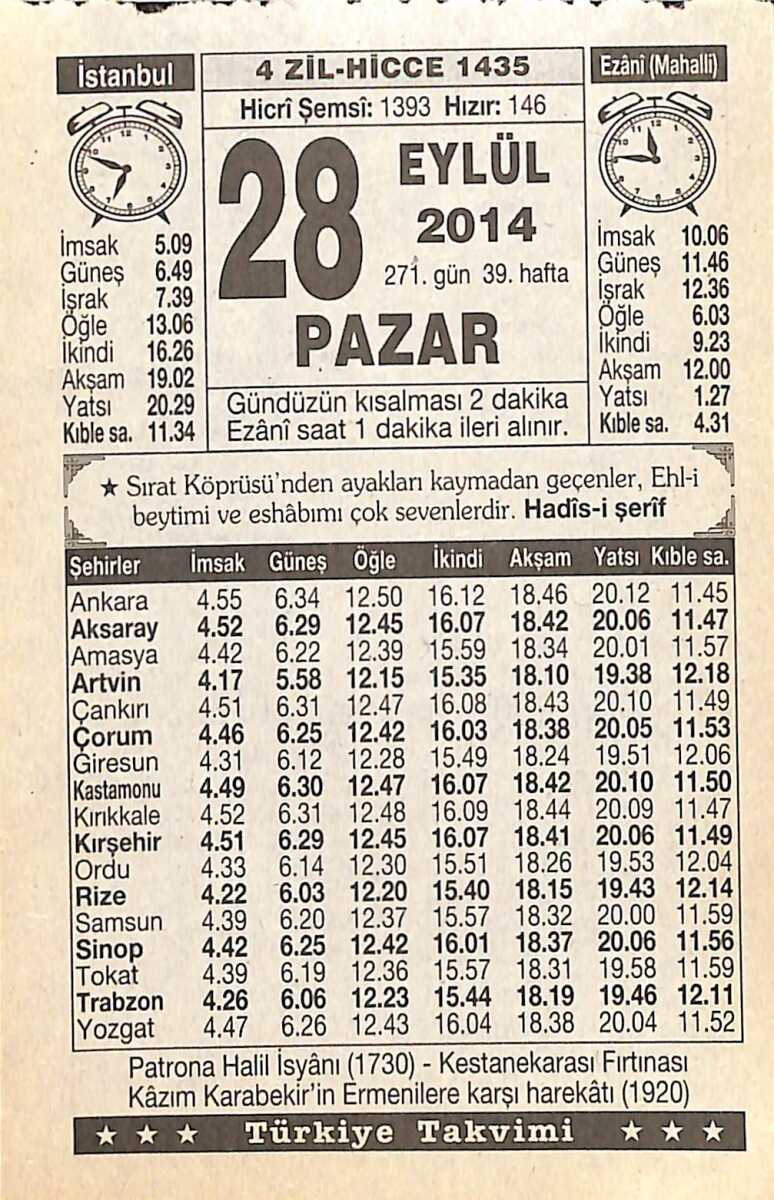 İstanbul
4 ZİL-HİCCE 1435
Ezânî (Mahallî)
Hicrî Şemsî: 1393 Hızır: 146
28
EYLÜL
2014
271. gün 39. hafta
PAZAR
Gündüzün kısalması 2 dakika
Ezânî saat 1 dakika ileri alınır.
İmsak 5.09
Güneş 6.49
İşrak 7.39
Öğle 13.06
İkindi 16.26
Akşam 19.02
Yatsı 20.29
Kıble sa. 11.34
İmsak 10.06
Güneş 11.46
İşrak 12.36
Öğle 6.03
İkindi 9.23
Akşam 12.00
Yatsı 1.27
Kıble sa. 4.31
★ Sırat Köprüsü'nden ayakları kaymadan geçenler, Ehl-i
beytimi ve eshâbımı çok sevenlerdir. Hadîs-i şerîf
Şehirler İmsak Güneş Öğle İkindi Akşam Yatsı Kıble sa.
Ankara 4.55 6.34 12.50 16.12 18.46 20.12 11.45
Aksaray 4.52 6.29 12.45 16.07 18.42 20.06 11.47
Amasya 4.42 6.22 12.39 15.59 18.34 20.01 11.57
Artvin 4.17 5.58 12.15 15.35 18.10 19.38 12.18
Çankırı 4.51 6.31 12.47 16.08 18.43 20.10 11.49
Çorum 4.46 6.25 12.42 16.03 18.38 20.05 11.53
Giresun 4.31 6.12 12.28 15.49 18.24 19.51 12.06
Kastamonu 4.49 6.30 12.47 16.07 18.42 20.10 11.50
Kırıkkale 4.52 6.31 12.48 16.09 18.44 20.09 11.47
Kırşehir 4.51 6.29 12.45 16.07 18.41 20.06 11.49
Ordu 4.33 6.14 12.30 15.51 18.26 19.53 12.04
Rize 4.22 6.03 12.20 15.40 18.15 19.43 12.14
Samsun 4.39 6.20 12.37 15.57 18.32 20.00 11.59
Sinop 4.42 6.25 12.42 16.01 18.37 20.06 11.56
Tokat 4.39 6.19 12.36 15.57 18.31 19.58 11.59
Trabzon 4.26 6.06 12.23 15.44 18.19 19.46 12.11
Yozgat 4.47 6.26 12.43 16.04 18.38 20.04 11.52
Patrona Halil İsyânı (1730) - Kestanekarası Fırtınası
Kâzım Karabekir'in Ermenilere karşı harekâtı (1920)
★ ★ ★ Türkiye Takvimi ★ ★ ★